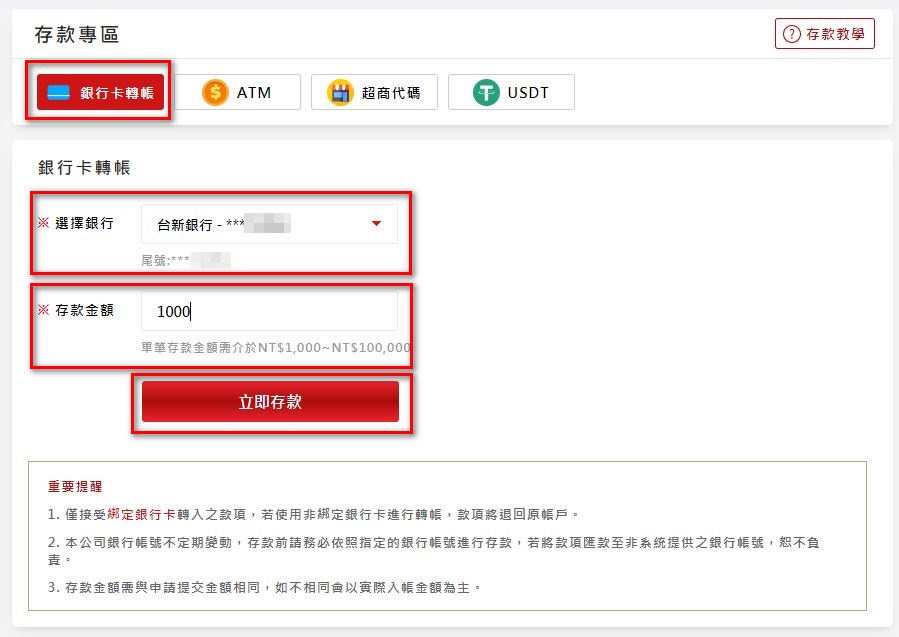 存款專區
? 存款教學
銀行卡轉帳
ATM
超商代碼
USDT
銀行卡轉帳
※ 選擇銀行
台新銀行 - ***
尾號:***
※ 存款金額
1000
單筆存款金額需介於NT$1,000~NT$100,000
立即存款
重要提醒
1. 僅接受綁定銀行卡轉入之款項，若使用非綁定銀行卡進行轉帳，款項將退回原帳戶。
2. 本公司銀行帳號不定期變動，存款前請務必依照指定的銀行帳號進行存款，若將款項匯款至非系統提供之銀行帳號，恕不負
責。
3. 存款金額需與申請提交金額相同，如不相同會以實際入帳金額為主。